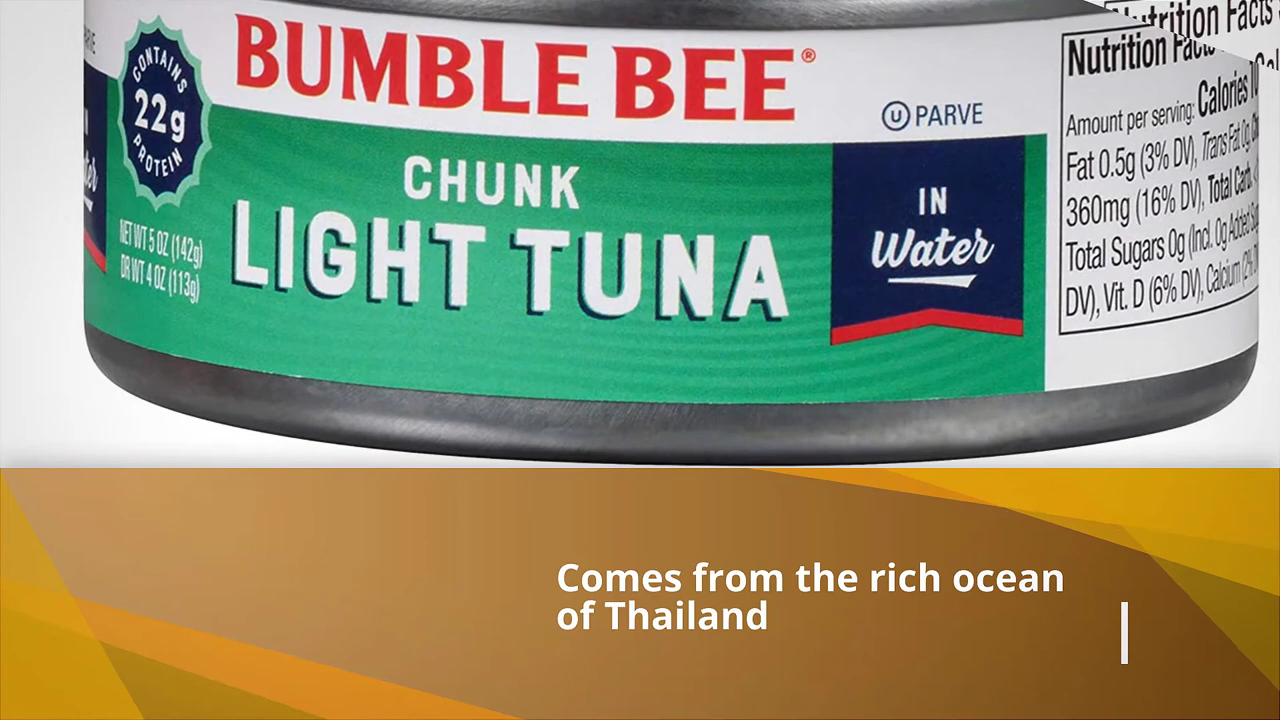 BUMBLE BEE®
CONTAINS
22g
PROTEIN
U PARVE
CHUNK
LIGHT TUNA
IN
Water
NET WT 5 OZ (142g)
DR WT 4 OZ (113g)
Nutrition Facts
Nutrition Facts
Amount per serving: Calories
Fat 0.5g (3% DV), Trans Fat 0g,
360mg (16% DV), Total Carb.
Total Sugars 0g (Incl. 0g Added
DV), Vit. D (6% DV), Calcium
Comes from the rich ocean
of Thailand